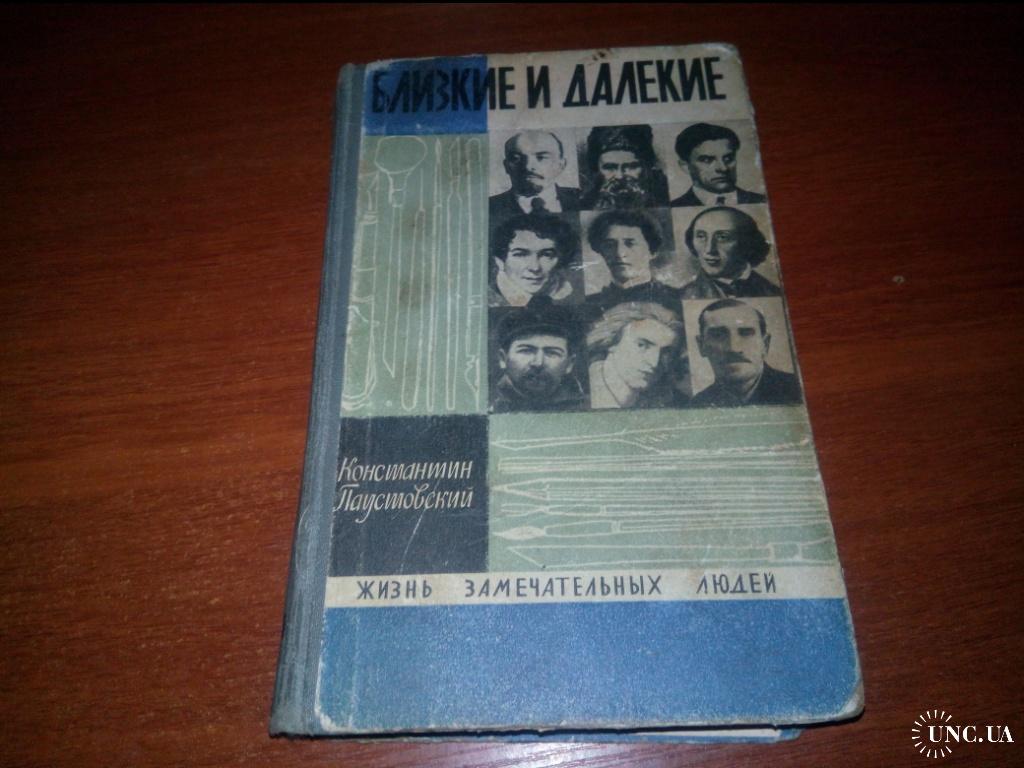 БЛИЗКИЕ И ДАЛЕКИЕ
Константин
Паустовский
ЖИЗНЬ ЗАМЕЧАТЕЛЬНЫХ ЛЮДЕЙ
UNC.UA